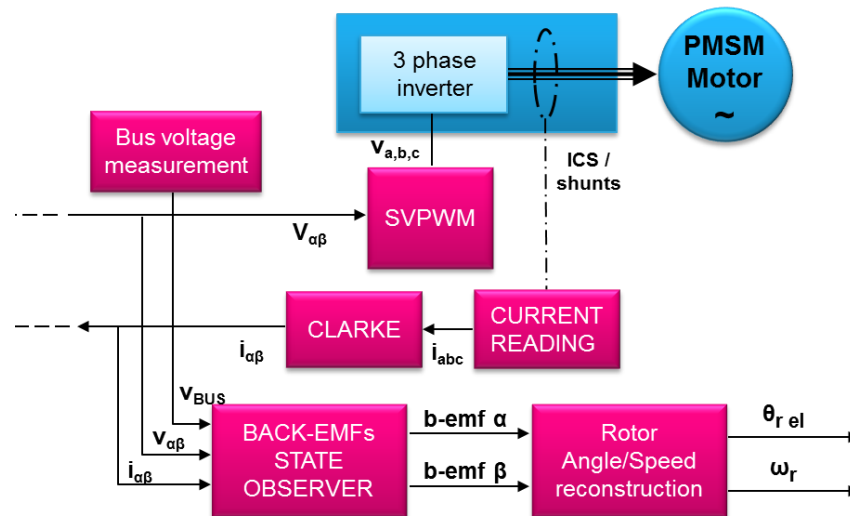 3 phase
inverter
PMSM
Motor
~
Bus voltage
measurement
va,b,c
ICS /
shunts
SVPWM
Vαβ
CLARKE
CURRENT
READING
iαβ
iabc
vBUS
vαβ
iαβ
BACK-EMFs
STATE
OBSERVER
b-emf α
b-emf β
Rotor
Angle/Speed
reconstruction
θr el
ωr